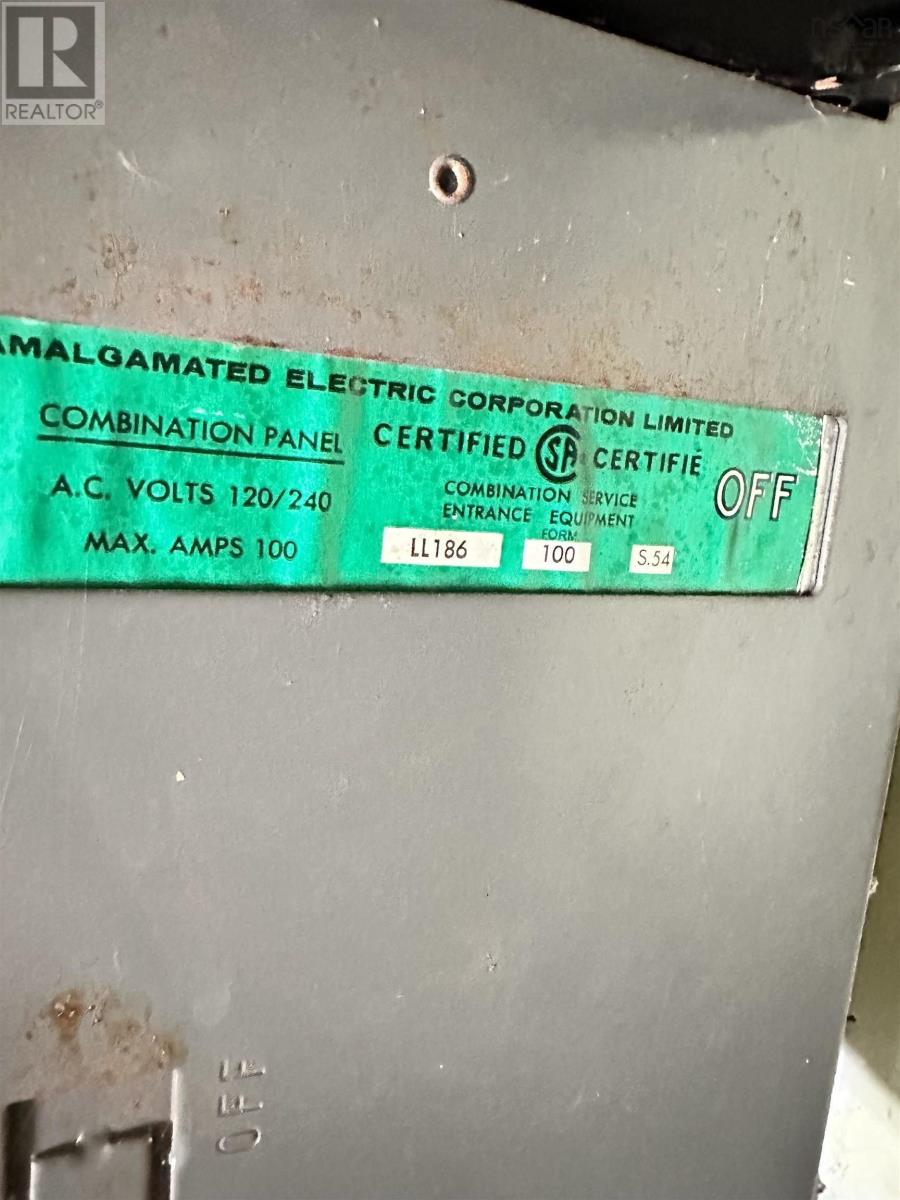 REALTOR®
nsar
AMALGAMATED ELECTRIC CORPORATION LIMITED
COMBINATION PANEL
A.C. VOLTS 120/240
MAX. AMPS 100
CERTIFIED SA CERTIFIÉ
COMBINATION SERVICE
ENTRANCE EQUIPMENT
FORM
LL186 100 S.54
OFF
OFF